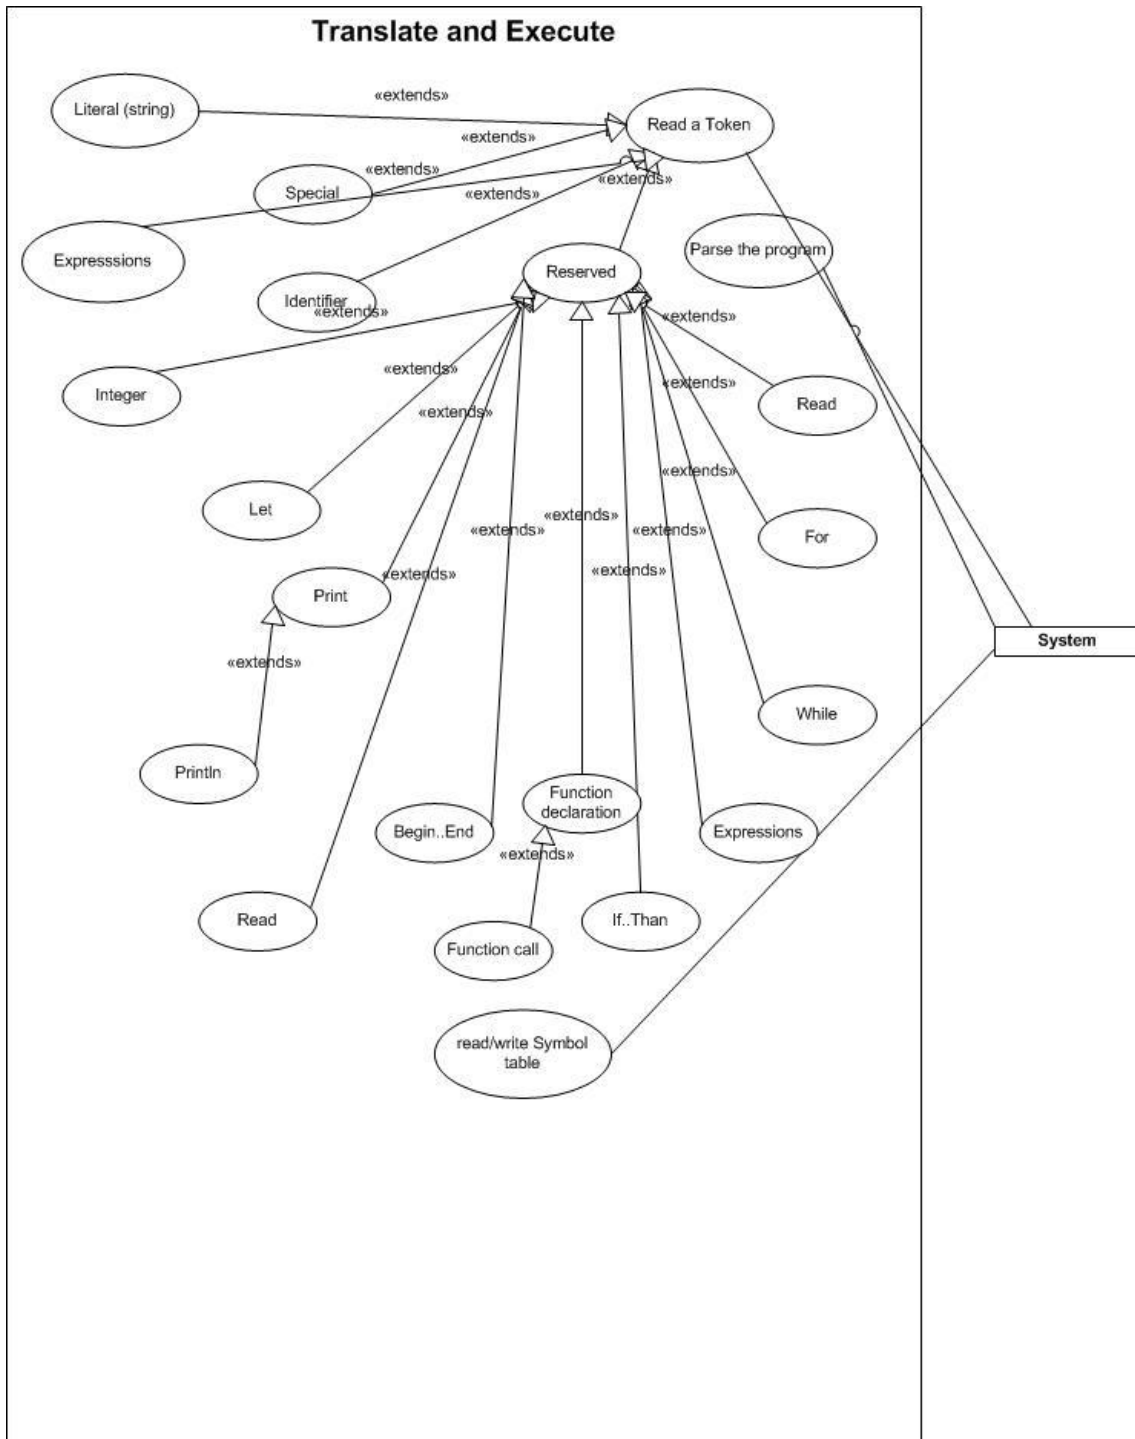 Translate and Execute
Literal (string)
«extends»
Read a Token
«extends»
«extends»
«extends»
«extends»
Special
Expresssions
Parse the program
Reserved
Identifier
«extends»
«extends»
«extends»
«extends»
«extends»
Integer
Read
Let
«extends»
«extends»
«extends»
«extends»
For
«extends»
«extends»
Print
System
«extends»
While
Println
Function
declaration
Begin..End
Expressions
«extends»
Read
If..Than
Function call
read/write Symbol
table